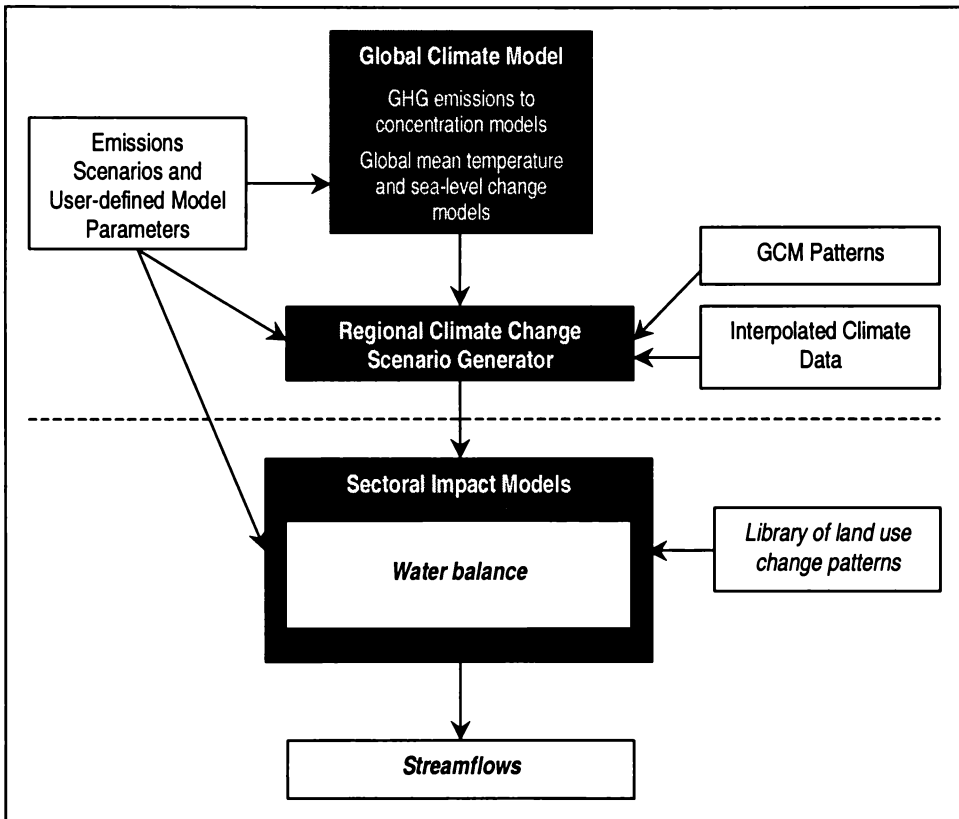 Global Climate Model
GHG emissions to
concentration models
Global mean temperature
and sea-level change
models
Emissions
Scenarios and
User-defined Model
Parameters
GCM Patterns
Regional Climate Change
Scenario Generator
Interpolated Climate
Data
Sectoral Impact Models
Water balance
Library of land use
change patterns
Streamflows